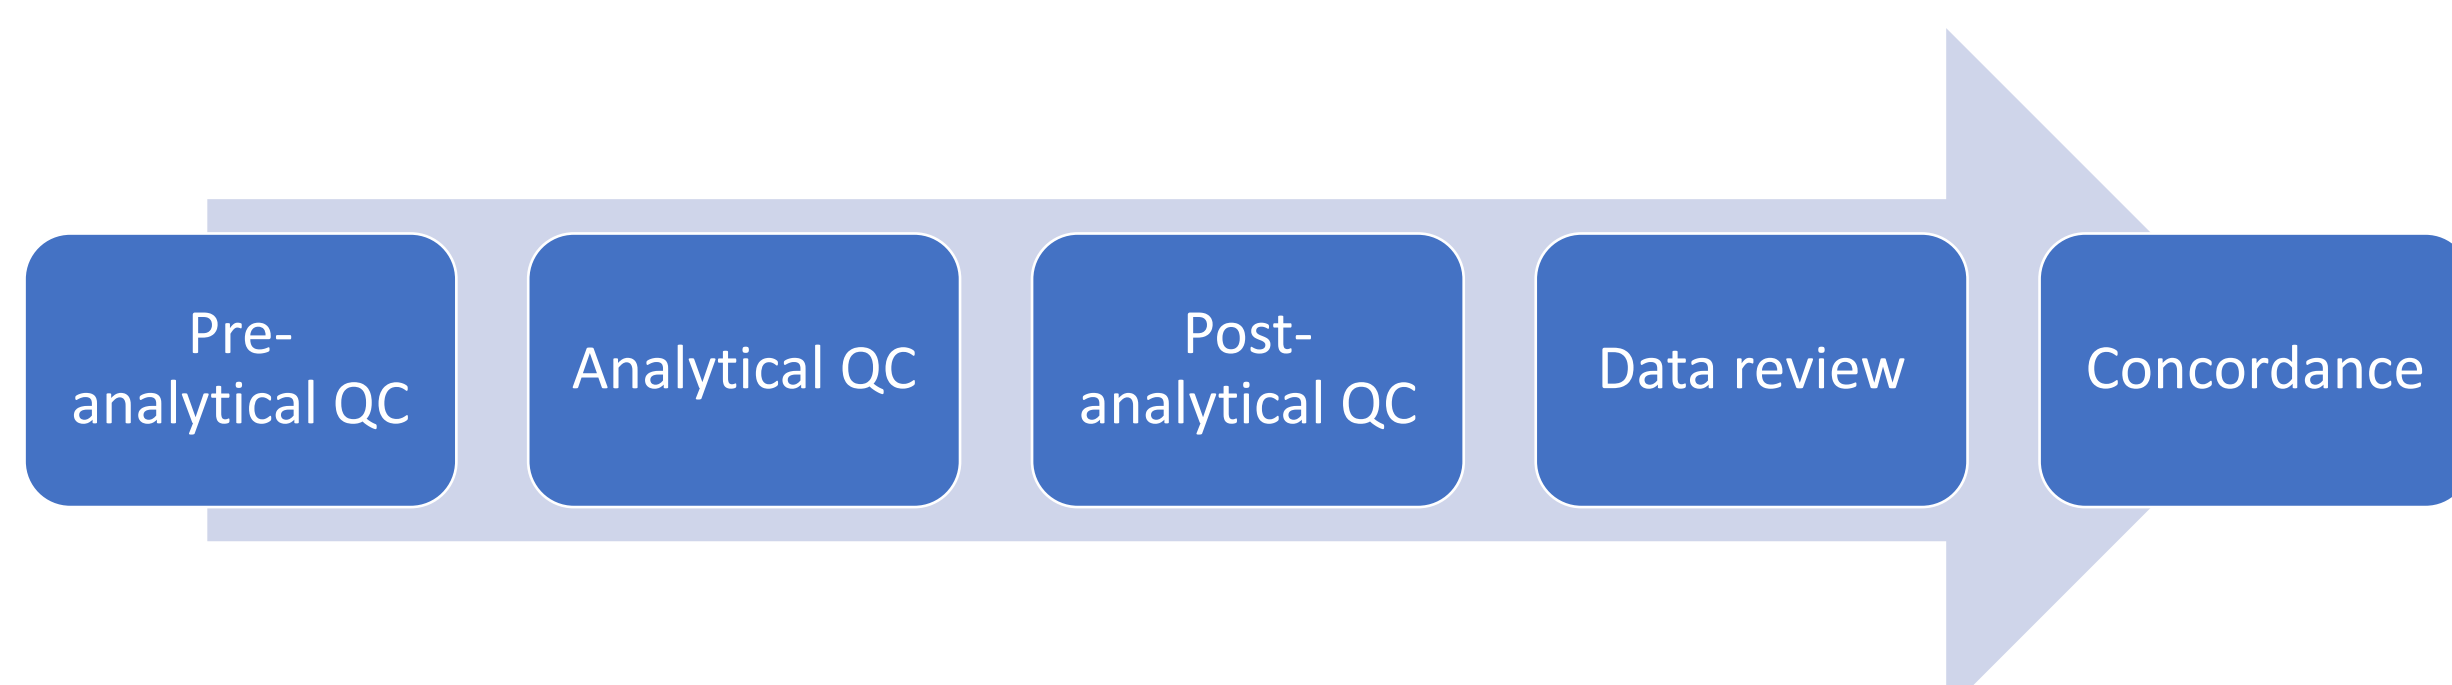 Pre-
analytical QC
Analytical QC
Post-
analytical QC
Data review
Concordance